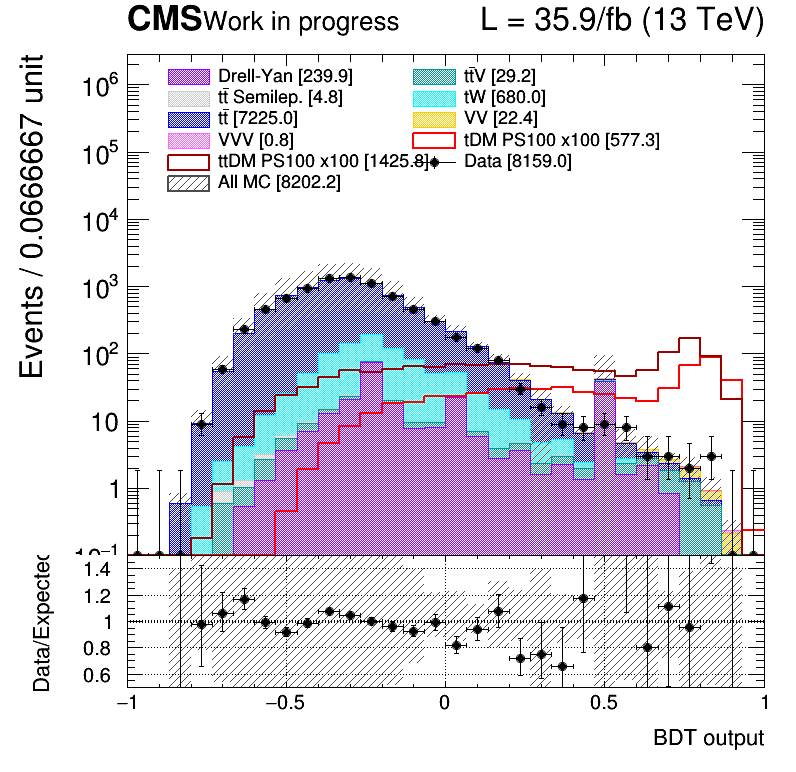 CMS Work in progress L = 35.9/fb (13 TeV)
Events / 0.0666667 unit
Drell-Yan [239.9] tt̄V [29.2]
tt̄ Semilep. [4.8] tW [680.0]
tt̄ [7225.0] VV [22.4]
VVV [0.8] tDM PS100 x100 [577.3]
ttDM PS100 x100 [1425.8] Data [8159.0]
All MC [8202.2]
10⁶
10⁵
10⁴
10³
10²
10
1
10⁻¹
Data/Expected
1.4
1.2
1
0.8
0.6
−1 −0.5 0 0.5 1
BDT output